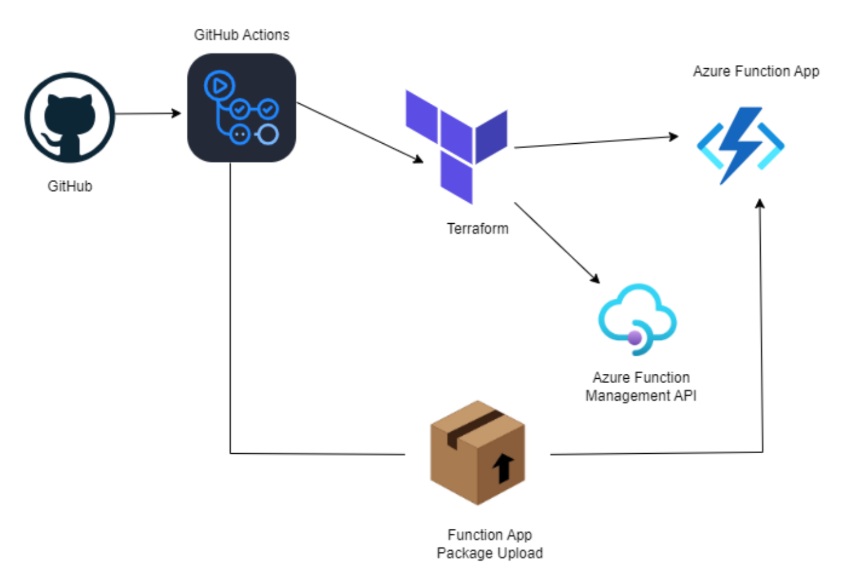 GitHub Actions
Azure Function App
GitHub
Terraform
Azure Function
Management API
Function App
Package Upload